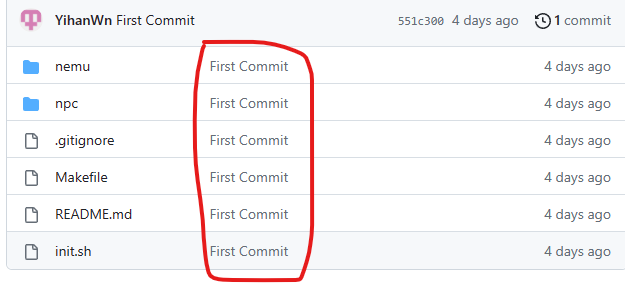 YihanWn First Commit 551c300 4 days ago 1 commit
nemu First Commit 4 days ago
npc First Commit 4 days ago
.gitignore First Commit 4 days ago
Makefile First Commit 4 days ago
README.md First Commit 4 days ago
init.sh First Commit 4 days ago